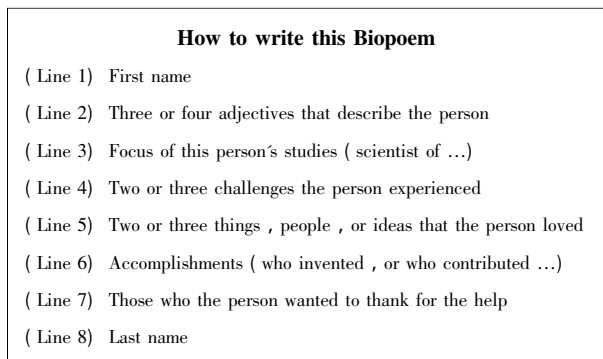 How to write this Biopoem
( Line 1) First name
( Line 2) Three or four adjectives that describe the person
( Line 3) Focus of this person′s studies ( scientist of …)
( Line 4) Two or three challenges the person experienced
( Line 5) Two or three things , people , or ideas that the person loved
( Line 6) Accomplishments ( who invented , or who contributed …)
( Line 7) Those who the person wanted to thank for the help
( Line 8) Last name